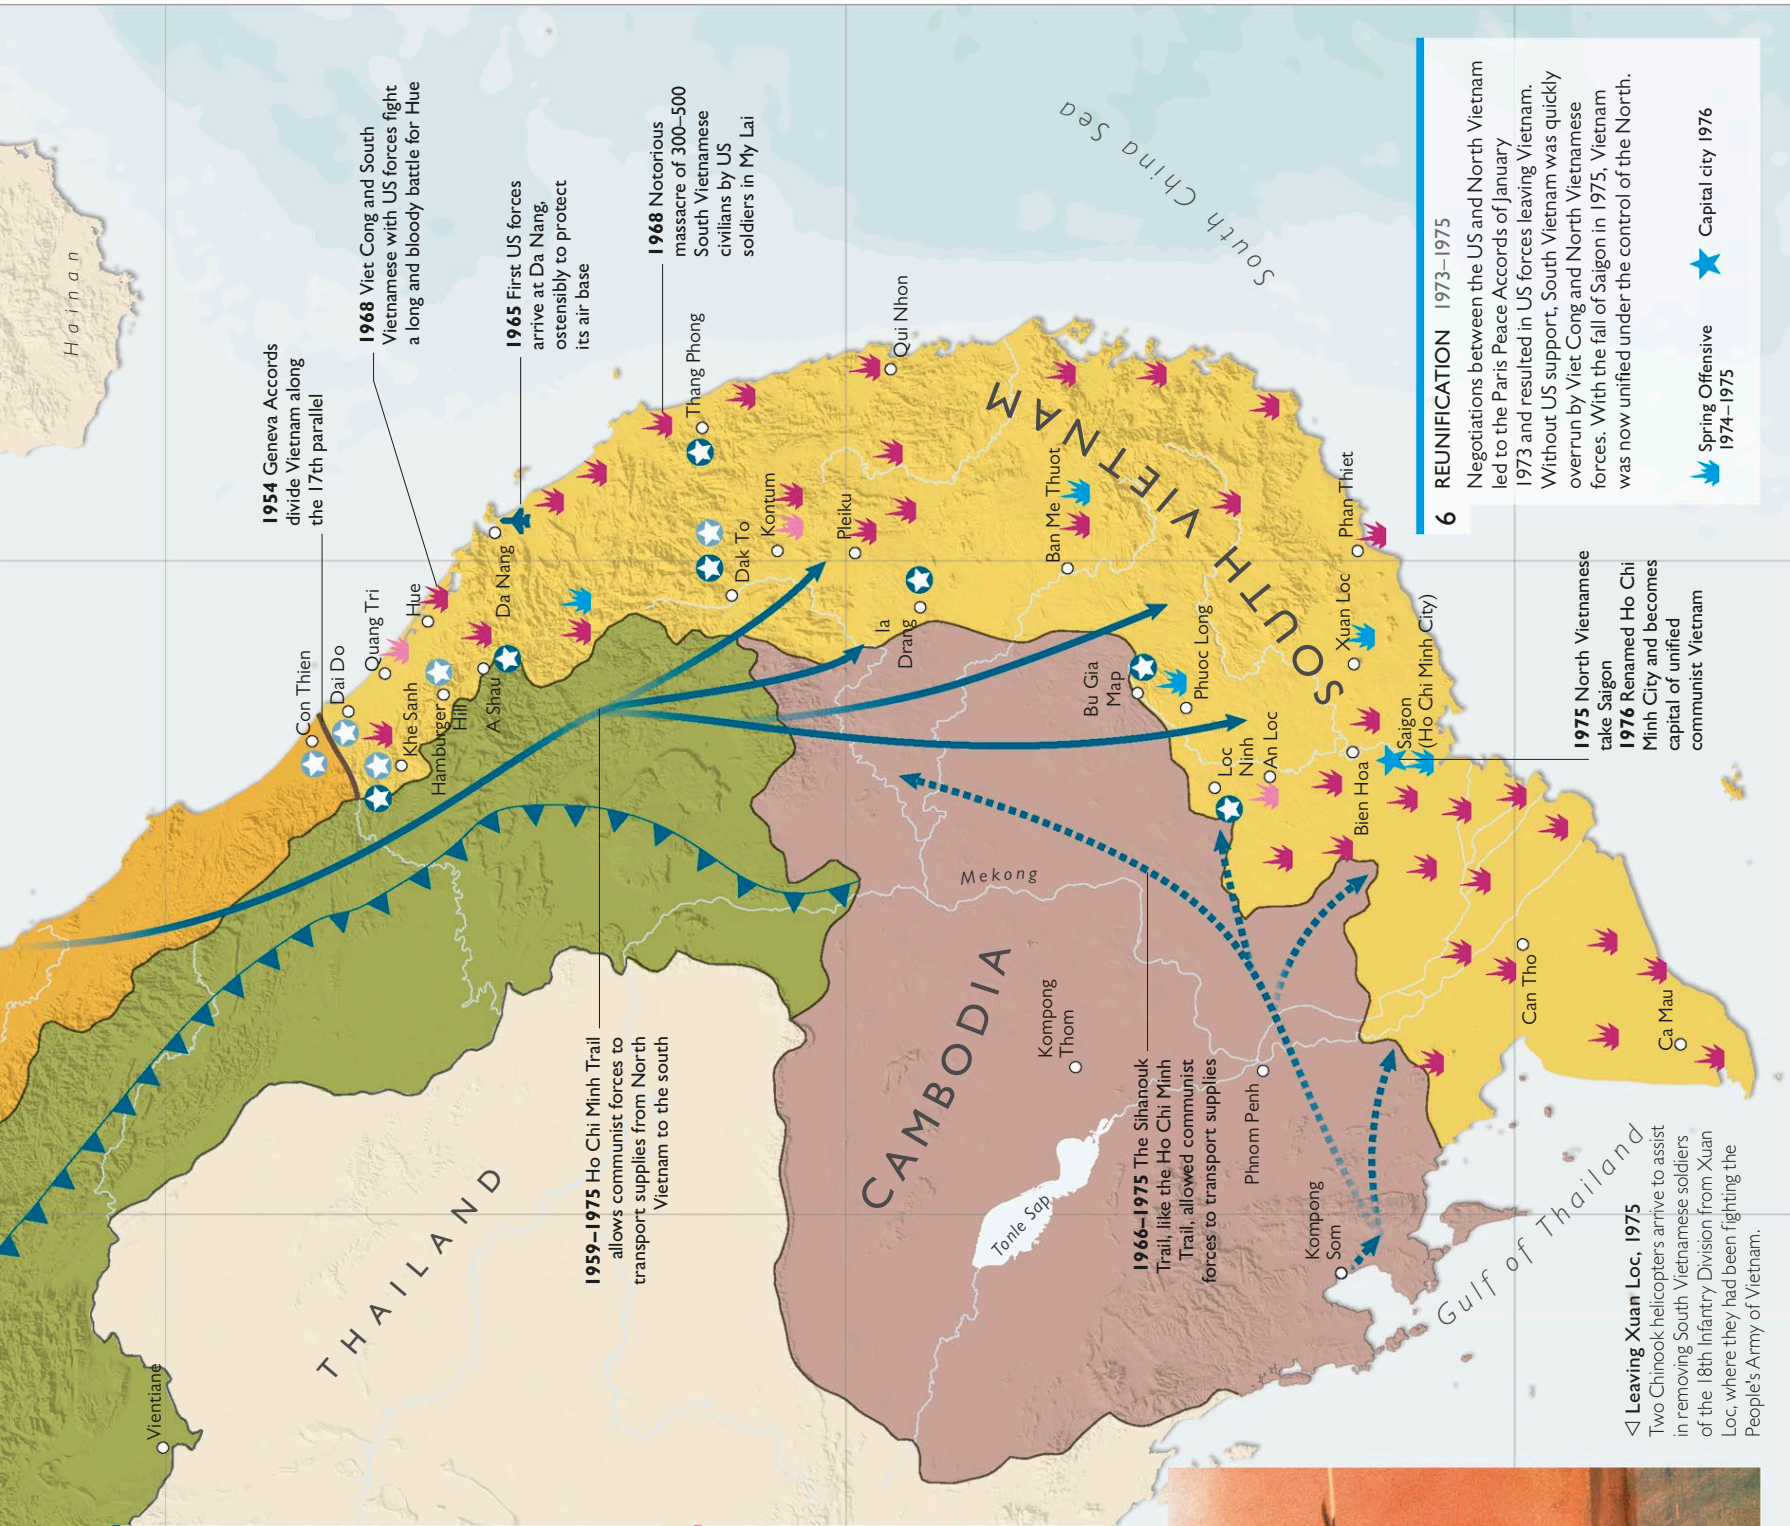 Hainan
South China Sea
1954 Geneva Accords
divide Vietnam along
the 17th parallel
1968 Viet Cong and South
Vietnamese with US forces fight
a long and bloody battle for Hue
1965 First US forces
arrive at Da Nang,
ostensibly to protect
its air base
1968 Notorious
massacre of 300–500
South Vietnamese
civilians by US
soldiers in My Lai
Con Thien
Dai Do
Quang Tri
Khe Sanh
Hue
Hamburger
Hill
A Shau
Da Nang
Thang Phong
Dak To
Kontum
Pleiku
Qui Nhon
Ia
Drang
Ban Me Thuot
SOUTH VIETNAM
Bu Gia
Map
Phuoc Long
Loc
Ninh
An Loc
Xuan Loc
Phan Thiet
Bien Hoa
Saigon
(Ho Chi Minh City)
Can Tho
Ca Mau
1975 North Vietnamese
take Saigon
1976 Renamed Ho Chi
Minh City and becomes
capital of unified
communist Vietnam
Vientiane
THAILAND
1959–1975 Ho Chi Minh Trail
allows communist forces to
transport supplies from North
Vietnam to the south
CAMBODIA
Mekong
Tonle Sap
Kompong
Thom
Phnom Penh
Kompong
Som
1966–1975 The Sihanouk
Trail, like the Ho Chi Minh
Trail, allowed communist
forces to transport supplies
Gulf of Thailand
6 REUNIFICATION 1973–1975
Negotiations between the US and North Vietnam
led to the Paris Peace Accords of January
1973 and resulted in US forces leaving Vietnam.
Without US support, South Vietnam was quickly
overrun by Viet Cong and North Vietnamese
forces. With the fall of Saigon in 1975, Vietnam
was now unified under the control of the North.
Spring Offensive
1974–1975
Capital city 1976
◁ Leaving Xuan Loc, 1975
Two Chinook helicopters arrive to assist
in removing South Vietnamese soldiers
of the 18th Infantry Division from Xuan
Loc, where they had been fighting the
People's Army of Vietnam.